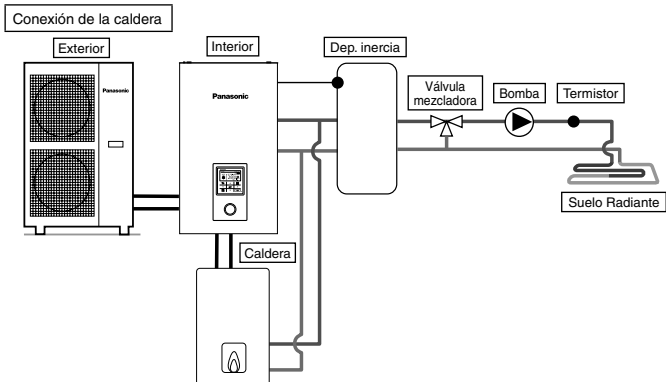 Conexión de la caldera
Exterior
Interior
Dep. inercia
Panasonic
Panasonic
Válvula
mezcladora
Bomba
Termistor
Suelo Radiante
Caldera